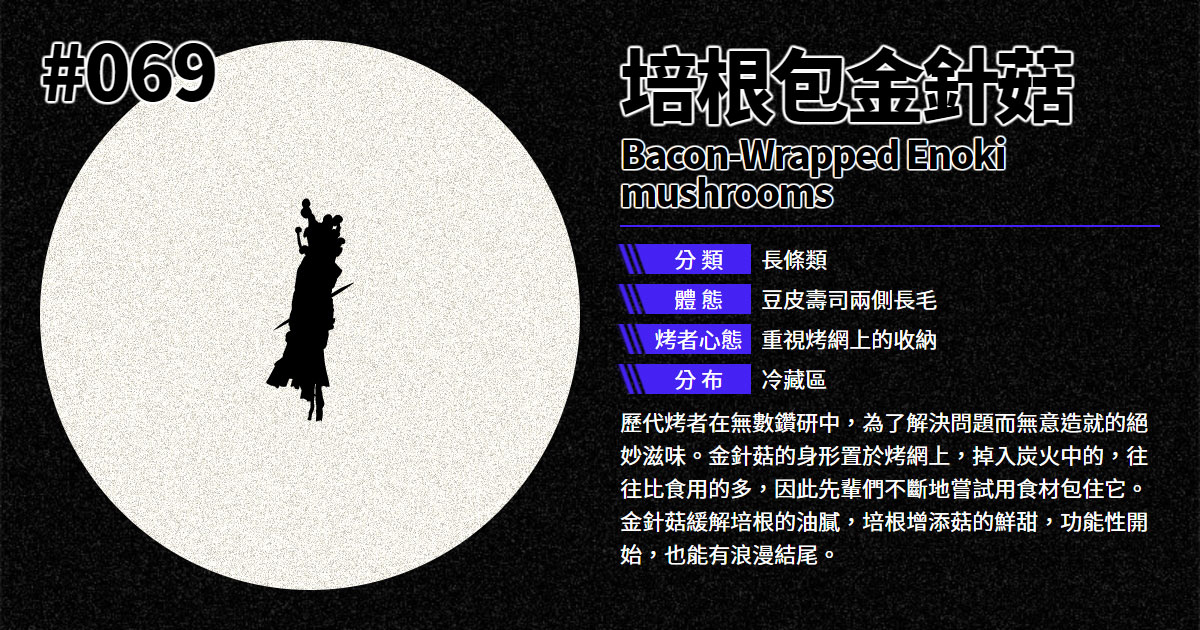 #069
培根包金針菇
Bacon-Wrapped Enoki
mushrooms
分類 長條類
體態 豆皮壽司兩側長毛
烤者心態 重視烤網上的收納
分布 冷藏區
歷代烤者在無數鑽研中，為了解決問題而無意造就的絕
妙滋味。金針菇的身形置於烤網上，掉入炭火中的，往
往比食用的多，因此先輩們不斷地嘗試用食材包住它。
金針菇緩解培根的油膩，培根增添菇的鮮甜，功能性開
始，也能有浪漫結尾。